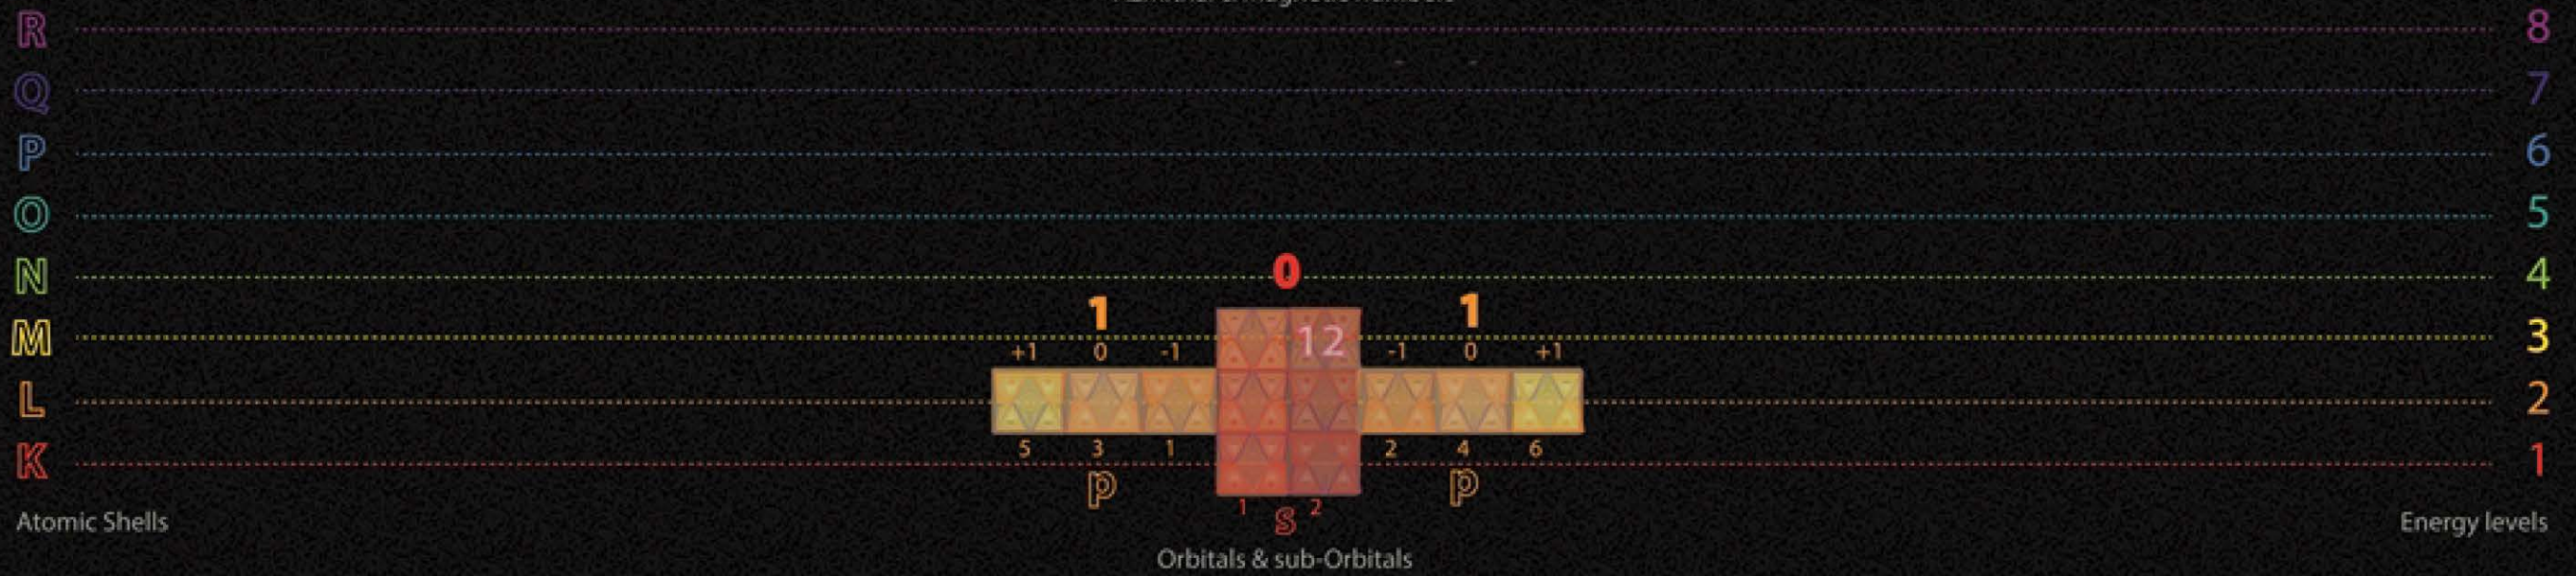 R 8
Q 7
P 6
O 5
N 0 4
M 1 12 1 3
+1 0 -1 -1 0 +1
L 2
5 3 1 2 4 6
K 1
p p
1 s 2
Atomic Shells Energy levels
Orbitals & sub-Orbitals